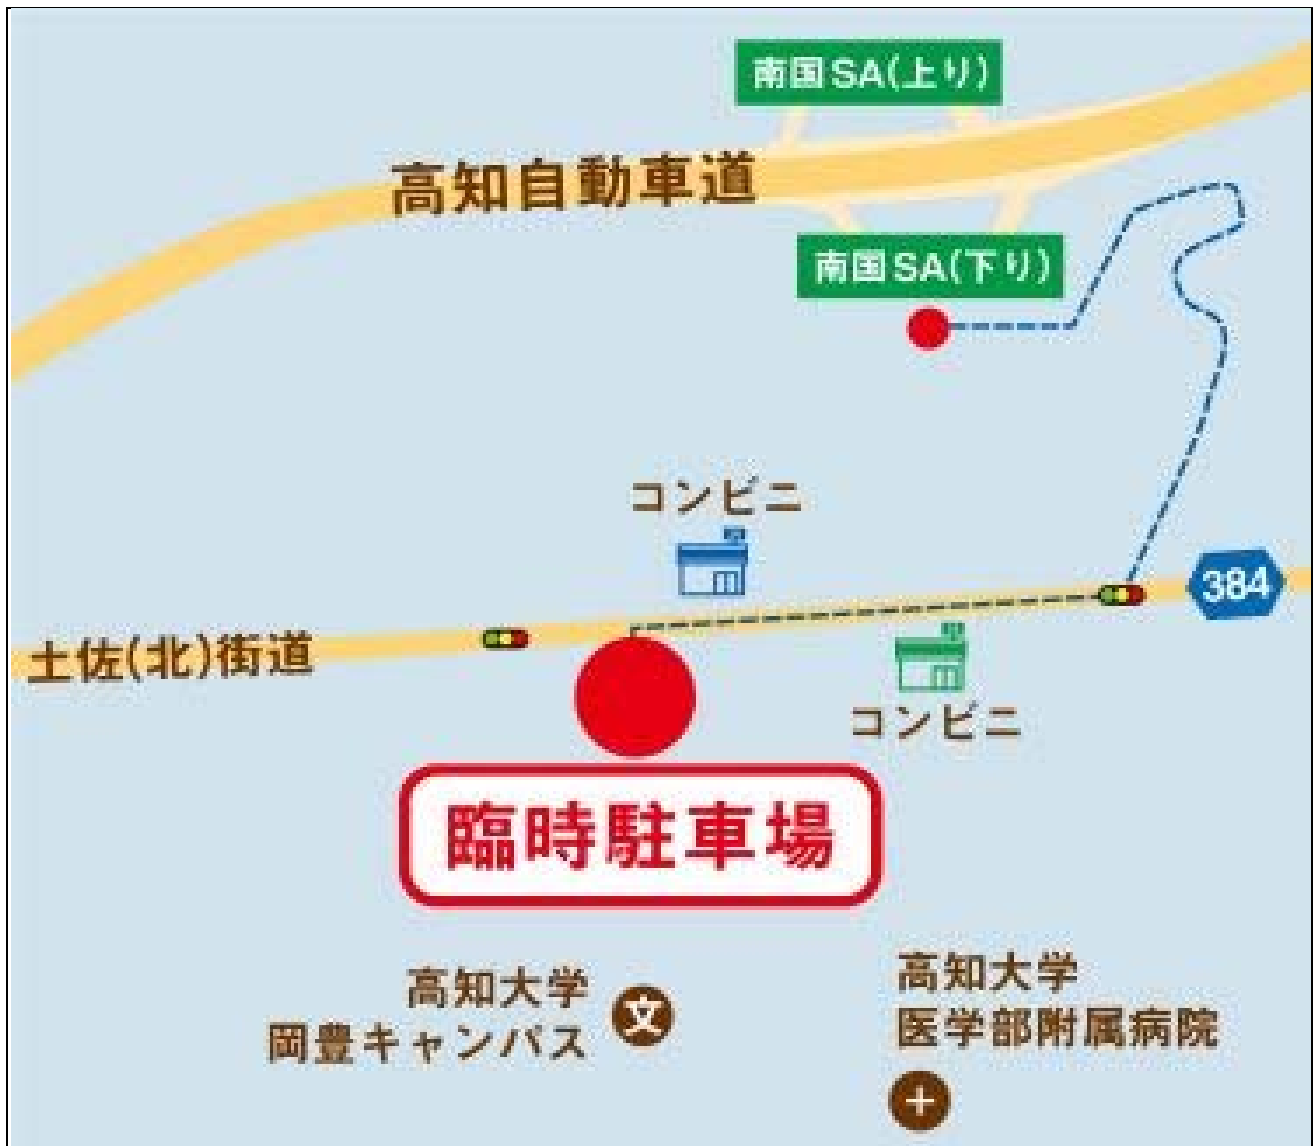 南国SA(上り)
高知自動車道
南国SA(下り)
コンビニ
384
土佐(北)街道
コンビニ
臨時駐車場
高知大学
岡豊キャンパス
文
高知大学
医学部附属病院